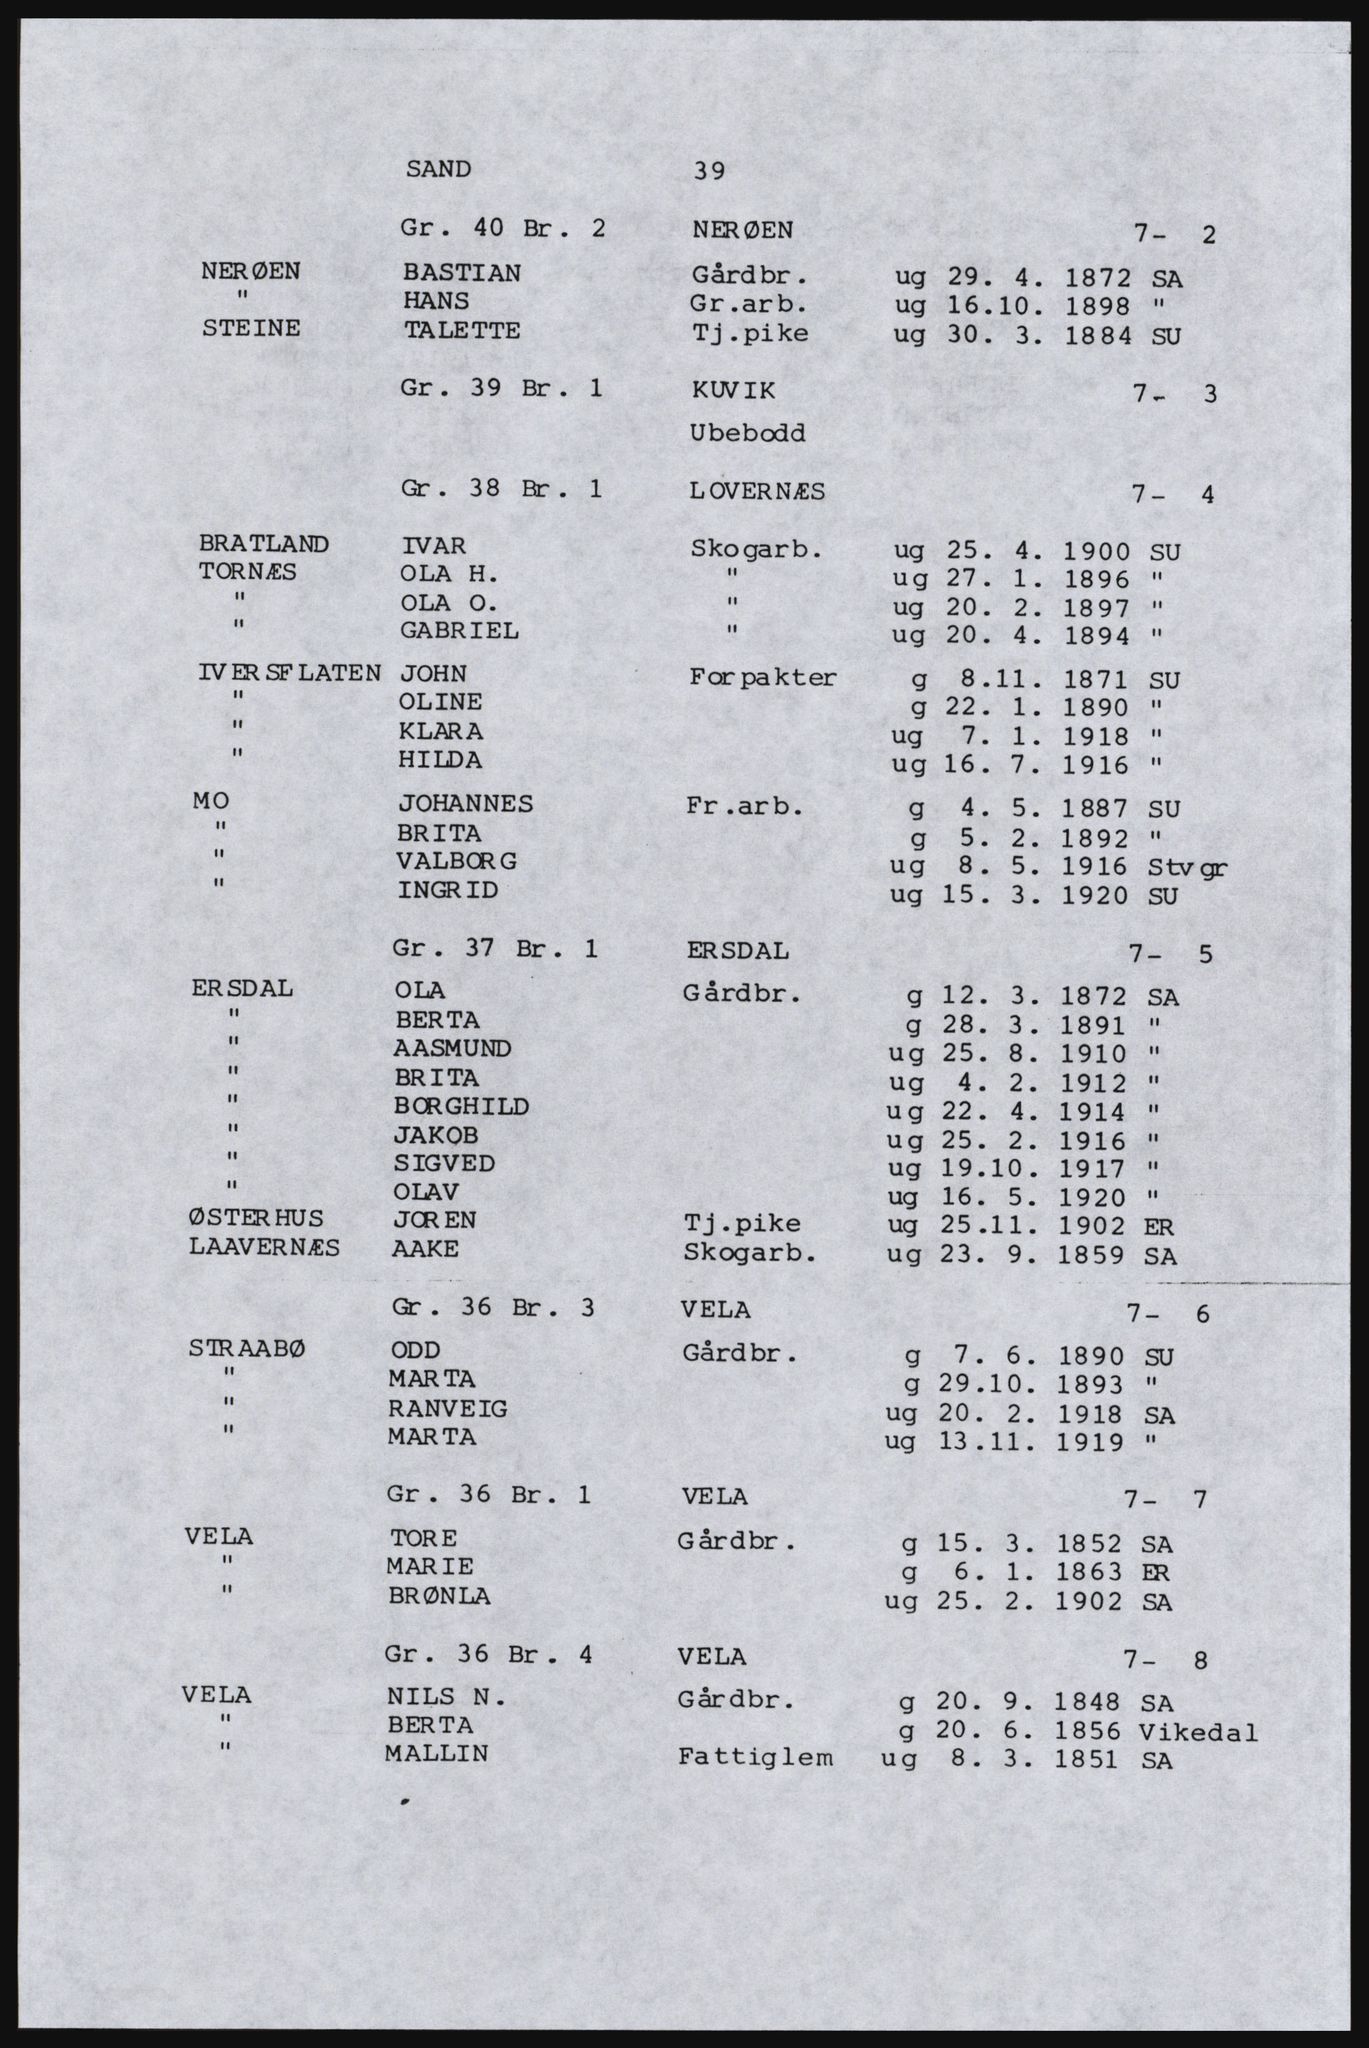 SAND 39
Gr. 40 Br. 2 NERØEN 7- 2
NERØEN BASTIAN Gårdbr. ug 29. 4. 1872 SA
" HANS Gr.arb. ug 16.10. 1898 "
STEINE TALETTE Tj.pike ug 30. 3. 1884 SU
Gr. 39 Br. 1 KUVIK 7- 3
Ubebodd
Gr. 38 Br. 1 LOVERNÆS 7- 4
BRATLAND IVAR Skogarb. ug 25. 4. 1900 SU
TORNÆS OLA H. " ug 27. 1. 1896 "
" OLA O. " ug 20. 2. 1897 "
" GABRIEL " ug 20. 4. 1894 "
IVERSFLATEN JOHN Forpakter g 8.11. 1871 SU
" OLINE g 22. 1. 1890 "
" KLARA ug 7. 1. 1918 "
" HILDA ug 16. 7. 1916 "
MO JOHANNES Fr.arb. g 4. 5. 1887 SU
" BRITA g 5. 2. 1892 "
" VALBORG ug 8. 5. 1916 Stvgr
" INGRID ug 15. 3. 1920 SU
Gr. 37 Br. 1 ERSDAL 7- 5
ERSDAL OLA Gårdbr. g 12. 3. 1872 SA
" BERTA g 28. 3. 1891 "
" AASMUND ug 25. 8. 1910 "
" BRITA ug 4. 2. 1912 "
" BORGHILD ug 22. 4. 1914 "
" JAKOB ug 25. 2. 1916 "
" SIGVED ug 19.10. 1917 "
" OLAV ug 16. 5. 1920 "
ØSTERHUS JOREN Tj.pike ug 25.11. 1902 ER
LAAVERNÆS AAKE Skogarb. ug 23. 9. 1859 SA
Gr. 36 Br. 3 VELA 7- 6
STRAABØ ODD Gårdbr. g 7. 6. 1890 SU
" MARTA g 29.10. 1893 "
" RANVEIG ug 20. 2. 1918 SA
" MARTA ug 13.11. 1919 "
Gr. 36 Br. 1 VELA 7- 7
VELA TORE Gårdbr. g 15. 3. 1852 SA
" MARIE g 6. 1. 1863 ER
" BRØNLA ug 25. 2. 1902 SA
Gr. 36 Br. 4 VELA 7- 8
VELA NILS N. Gårdbr. g 20. 9. 1848 SA
" BERTA g 20. 6. 1856 Vikedal
" MALLIN Fattiglem ug 8. 3. 1851 SA